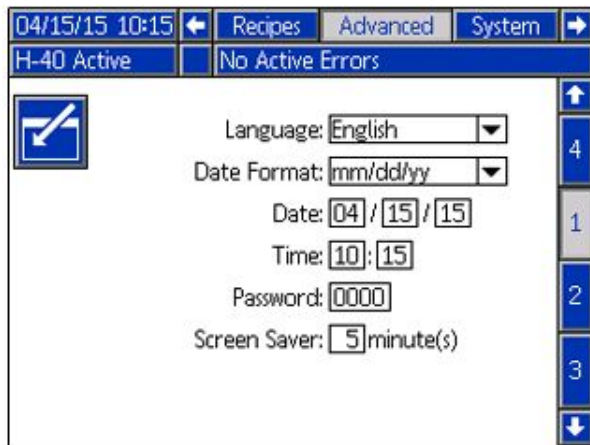 04/15/15 10:15 Recipes Advanced System
H-40 Active No Active Errors
Language: English
4
Date Format: mm/dd/yy
Date: 04 / 15 / 15
1
Time: 10 : 15
Password: 0000
2
Screen Saver: 5 minute(s)
3